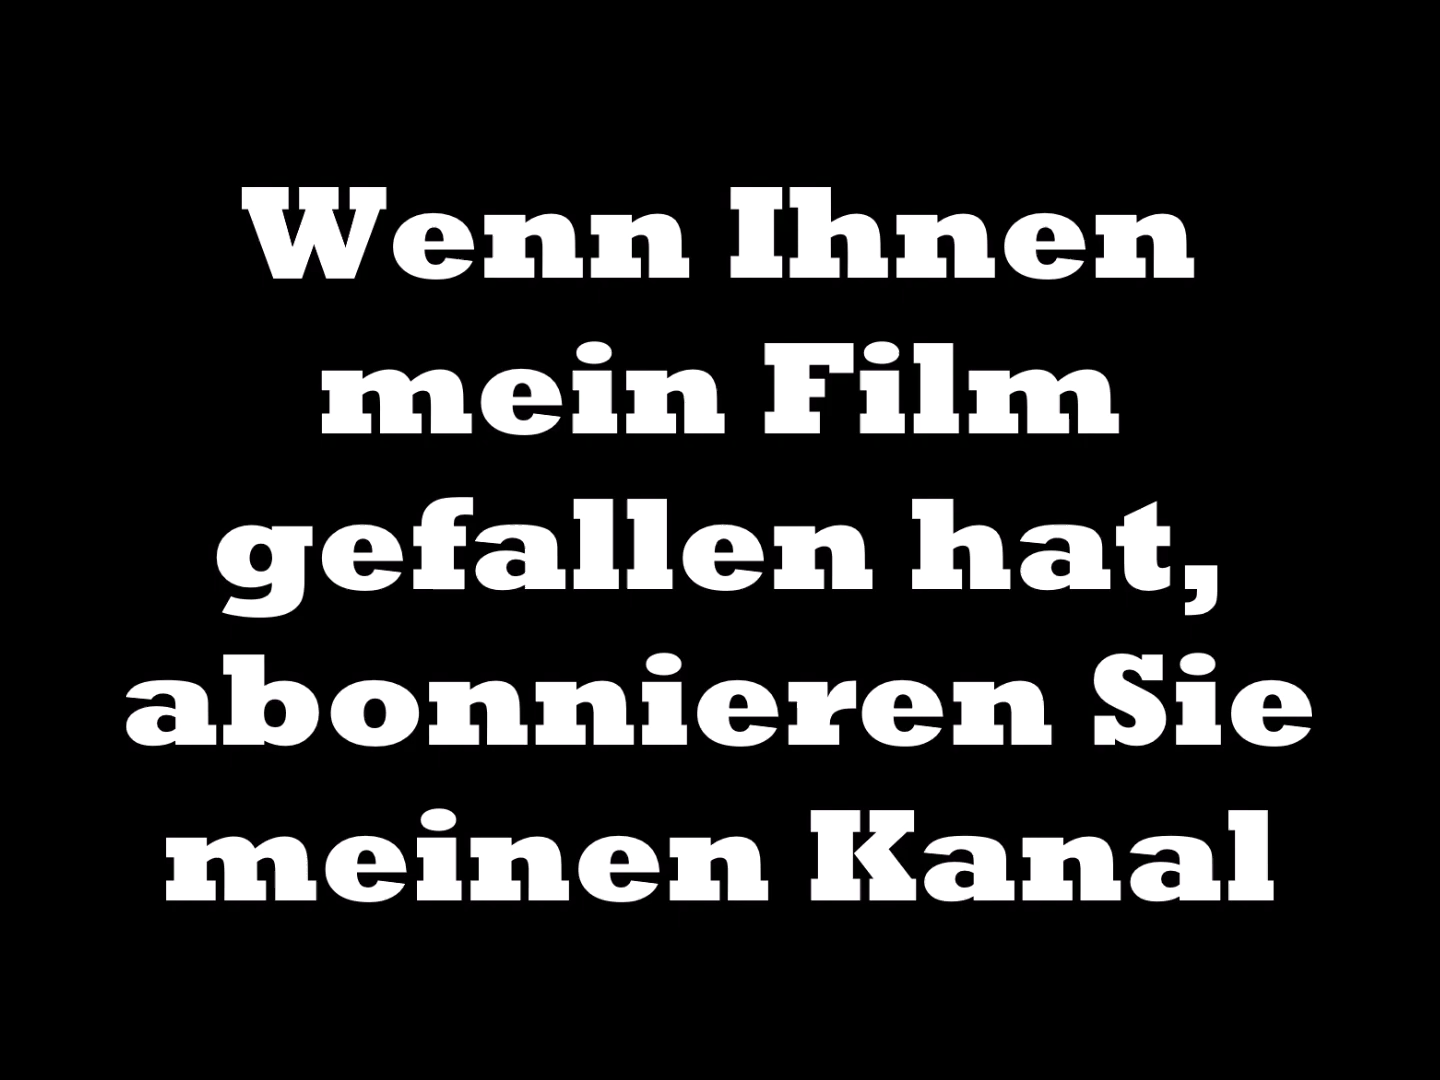 Wenn Ihnen
mein Film
gefallen hat,
abonnieren Sie
meinen Kanal